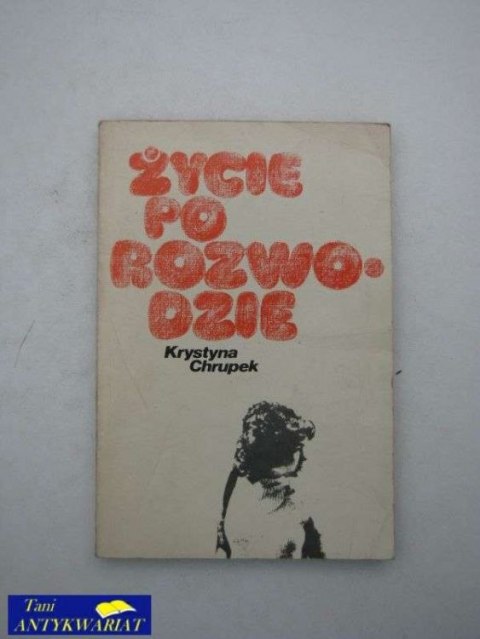 ŻYCIE
PO
ROZWO-
DZIE
Krystyna
Chrupek
Tani
ANTYKWARIAT